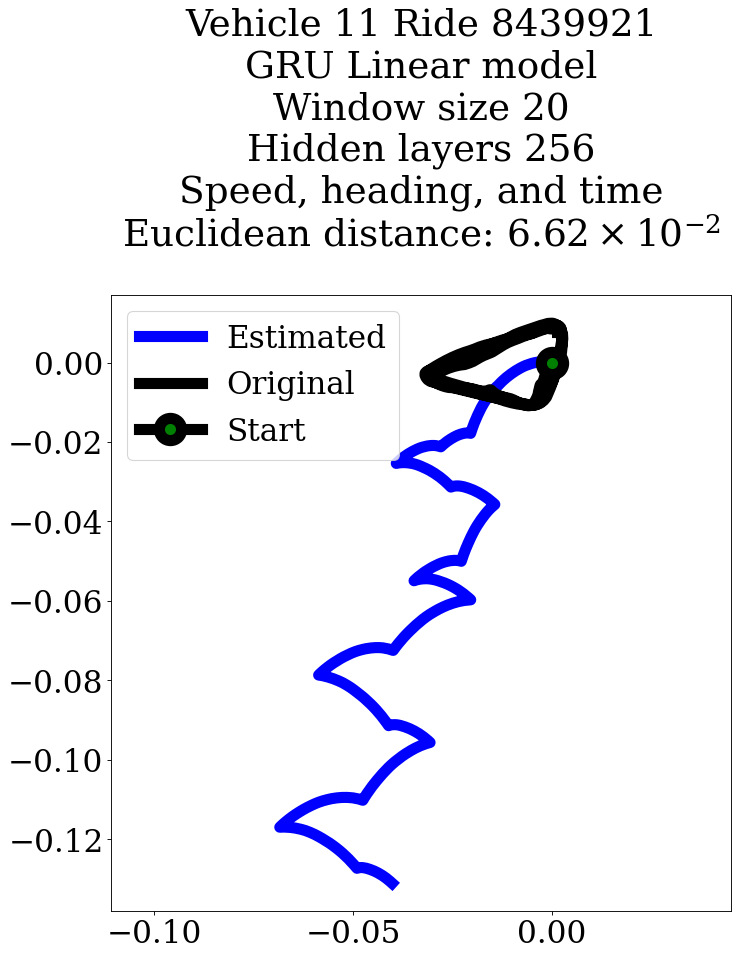 Vehicle 11 Ride 8439921
GRU Linear model
Window size 20
Hidden layers 256
Speed, heading, and time
Euclidean distance: 6.62 × 10⁻²
Estimated
Original
Start
0.00
−0.02
−0.04
−0.06
−0.08
−0.10
−0.12
−0.10 −0.05 0.00